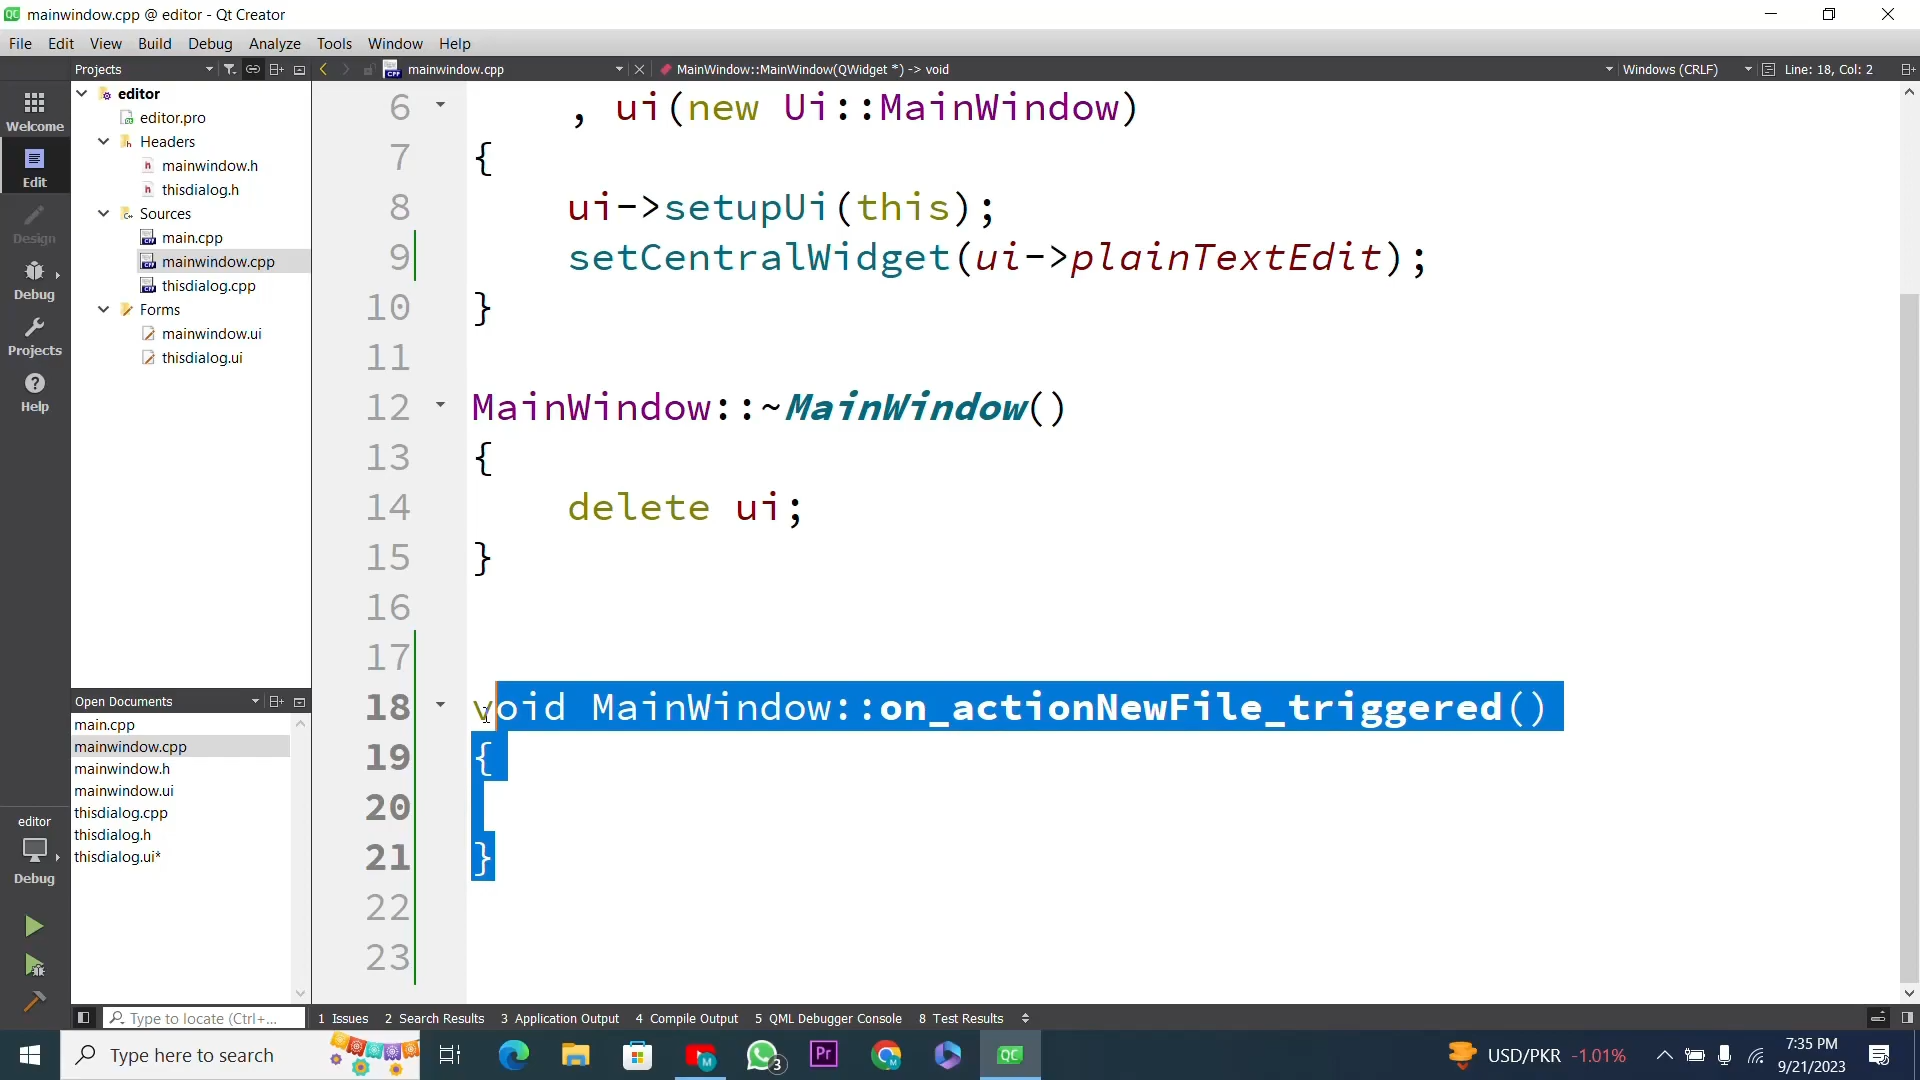 mainwindow.cpp @ editor - Qt Creator
File Edit View Build Debug Analyze Tools Window Help
Projects
mainwindow.cpp
MainWindow::MainWindow(QWidget *) -> void
Windows (CRLF)
Line: 18, Col: 2
Welcome
Edit
Design
Debug
Projects
Help
editor
Debug
editor
editor.pro
Headers
mainwindow.h
thisdialog.h
Sources
main.cpp
mainwindow.cpp
thisdialog.cpp
Forms
mainwindow.ui
thisdialog.ui
Open Documents
main.cpp
mainwindow.cpp
mainwindow.h
mainwindow.ui
thisdialog.cpp
thisdialog.h
thisdialog.ui*
6 , ui(new Ui::MainWindow)
7 {
8 ui->setupUi(this);
9 setCentralWidget(ui->plainTextEdit);
10 }
11
12 MainWindow::~MainWindow()
13 {
14 delete ui;
15 }
16
17
18 void MainWindow::on_actionNewFile_triggered()
19 {
20
21 }
22
23
Type to locate (Ctrl+...
1 Issues 2 Search Results 3 Application Output 4 Compile Output 5 QML Debugger Console 8 Test Results
Type here to search
M
3
Pr
QC
USD/PKR -1.01%
7:35 PM
9/21/2023